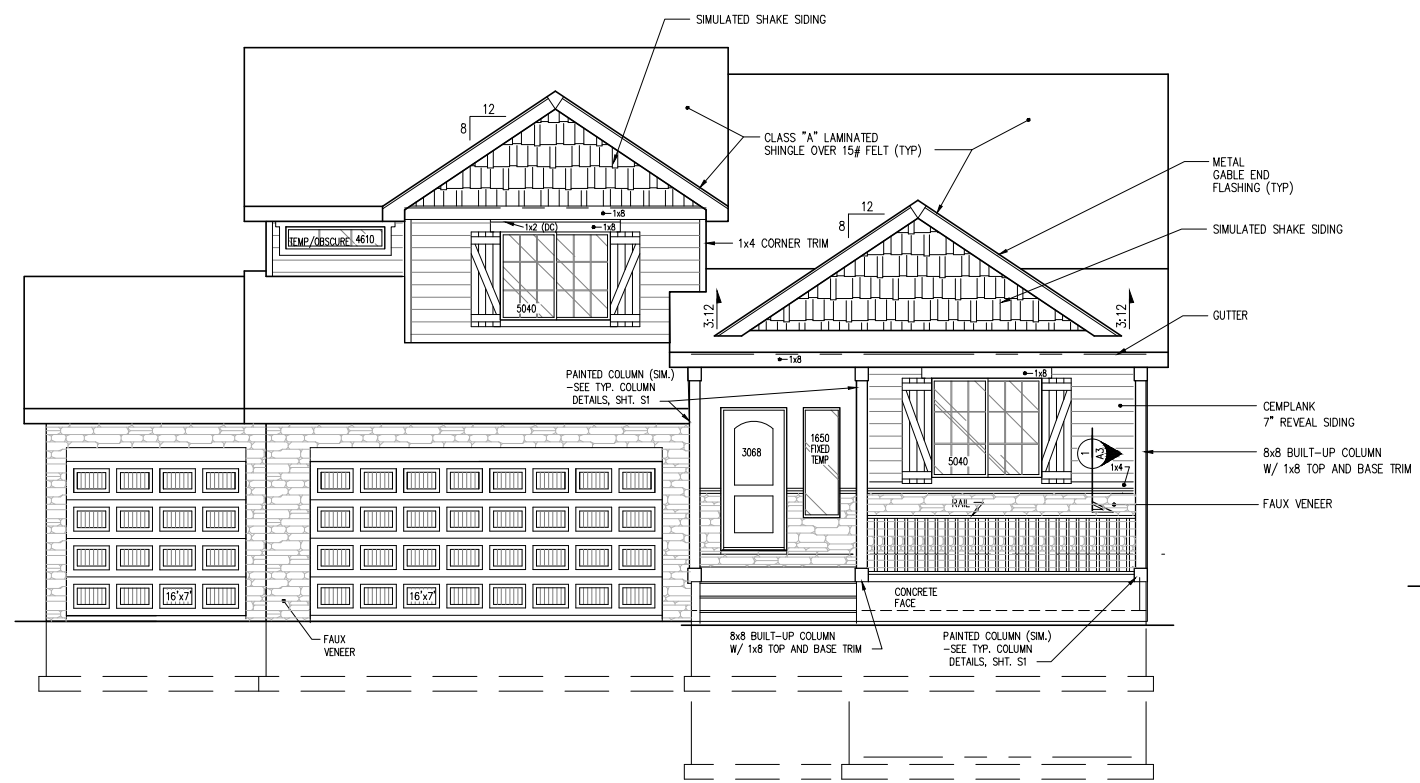 SIMULATED SHAKE SIDING
12
8
CLASS "A" LAMINATED
SHINGLE OVER 15# FELT (TYP)
METAL
GABLE END
FLASHING (TYP)
12
8
1x8
1x2 (DC)
1x8
TEMP/OBSCURE 4610
1x4 CORNER TRIM
SIMULATED SHAKE SIDING
5040
3:12
3:12
GUTTER
1x8
PAINTED COLUMN (SIM.)
-SEE TYP. COLUMN
DETAILS, SHT. S1
1x8
CEMPLANK
7" REVEAL SIDING
3068
1650
FIXED
TEMP
5040
1
A3
1x4
8x8 BUILT-UP COLUMN
W/ 1x8 TOP AND BASE TRIM
RAIL
FAUX VENEER
16'x7'
16'x7'
CONCRETE
FACE
FAUX
VENEER
8x8 BUILT-UP COLUMN
W/ 1x8 TOP AND BASE TRIM
PAINTED COLUMN (SIM.)
-SEE TYP. COLUMN
DETAILS, SHT. S1